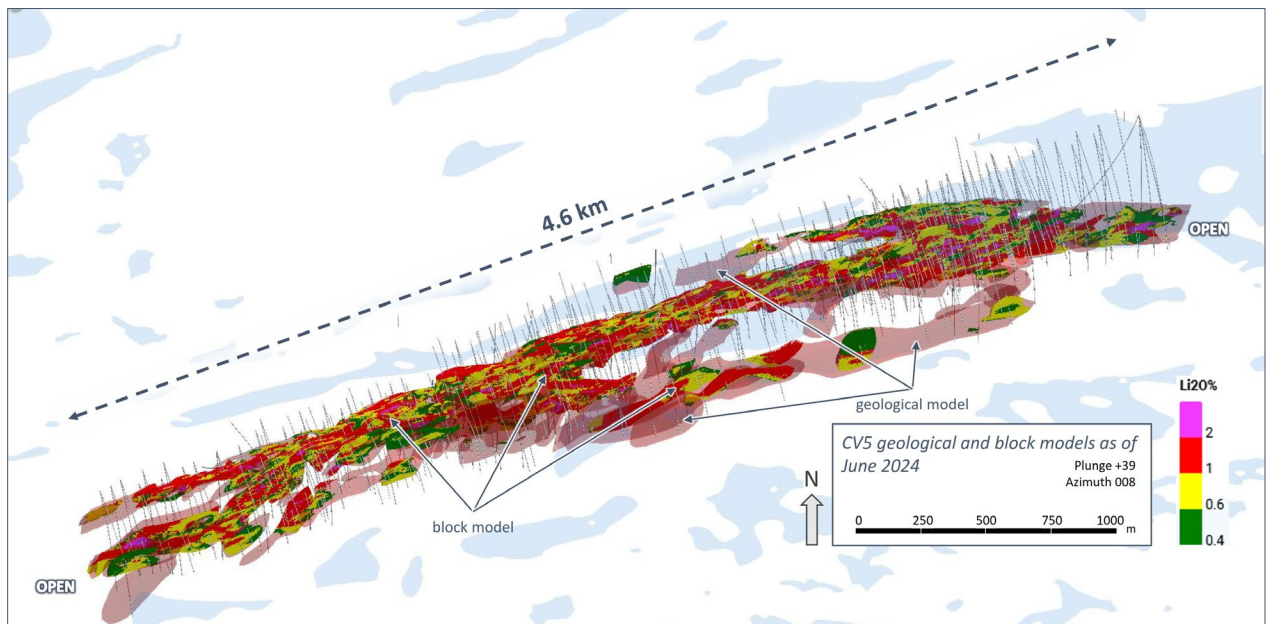 4.6 km
OPEN
Li20%
2
1
0.6
0.4
geological model
CV5 geological and block models as of
June 2024
Plunge +39
Azimuth 008
N
0 250 500 750 1000 m
block model
OPEN